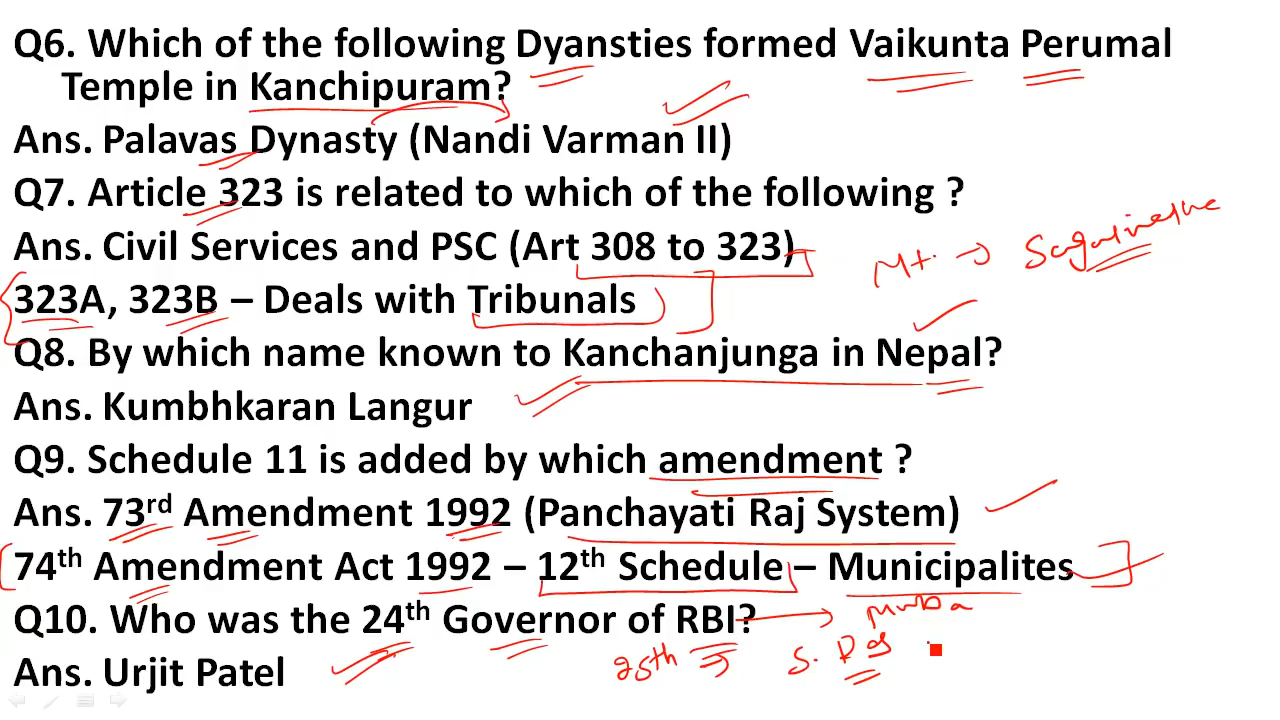 Q6. Which of the following Dyansties formed Vaikunta Perumal
Temple in Kanchipuram?
Ans. Palavas Dynasty (Nandi Varman II)
Q7. Article 323 is related to which of the following ?
Ans. Civil Services and PSC (Art 308 to 323)
Mt. →
323A, 323B – Deals with Tribunals
Q8. By which name known to Kanchanjunga in Nepal?
Ans. Kumbhkaran Langur
Q9. Schedule 11 is added by which amendment ?
Ans. 73rd Amendment 1992 (Panchayati Raj System)
74th Amendment Act 1992 – 12th Schedule – Municipalites
Q10. Who was the 24th Governor of RBI? → Mumba
25th → S. Das
Ans. Urjit Patel